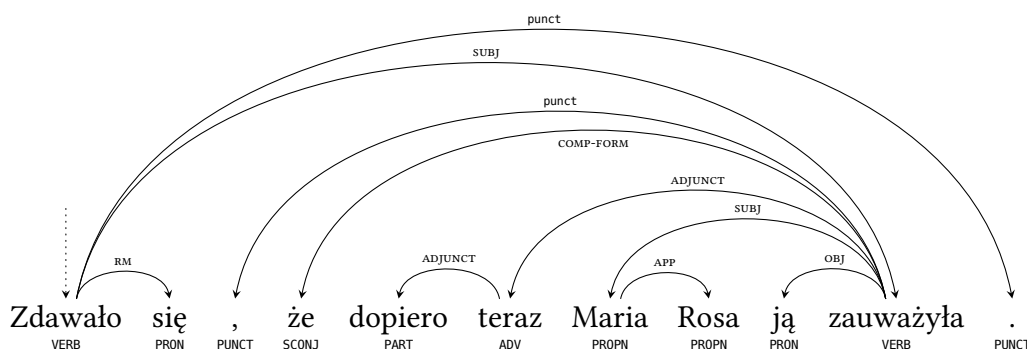 punct
SUBJ
punct
COMP-FORM
ADJUNCT
SUBJ
RM ADJUNCT APP OBJ
Zdawało się , że dopiero teraz Maria Rosa ją zauważyła .
VERB PRON PUNCT SCONJ PART ADV PROPN PROPN PRON VERB PUNCT